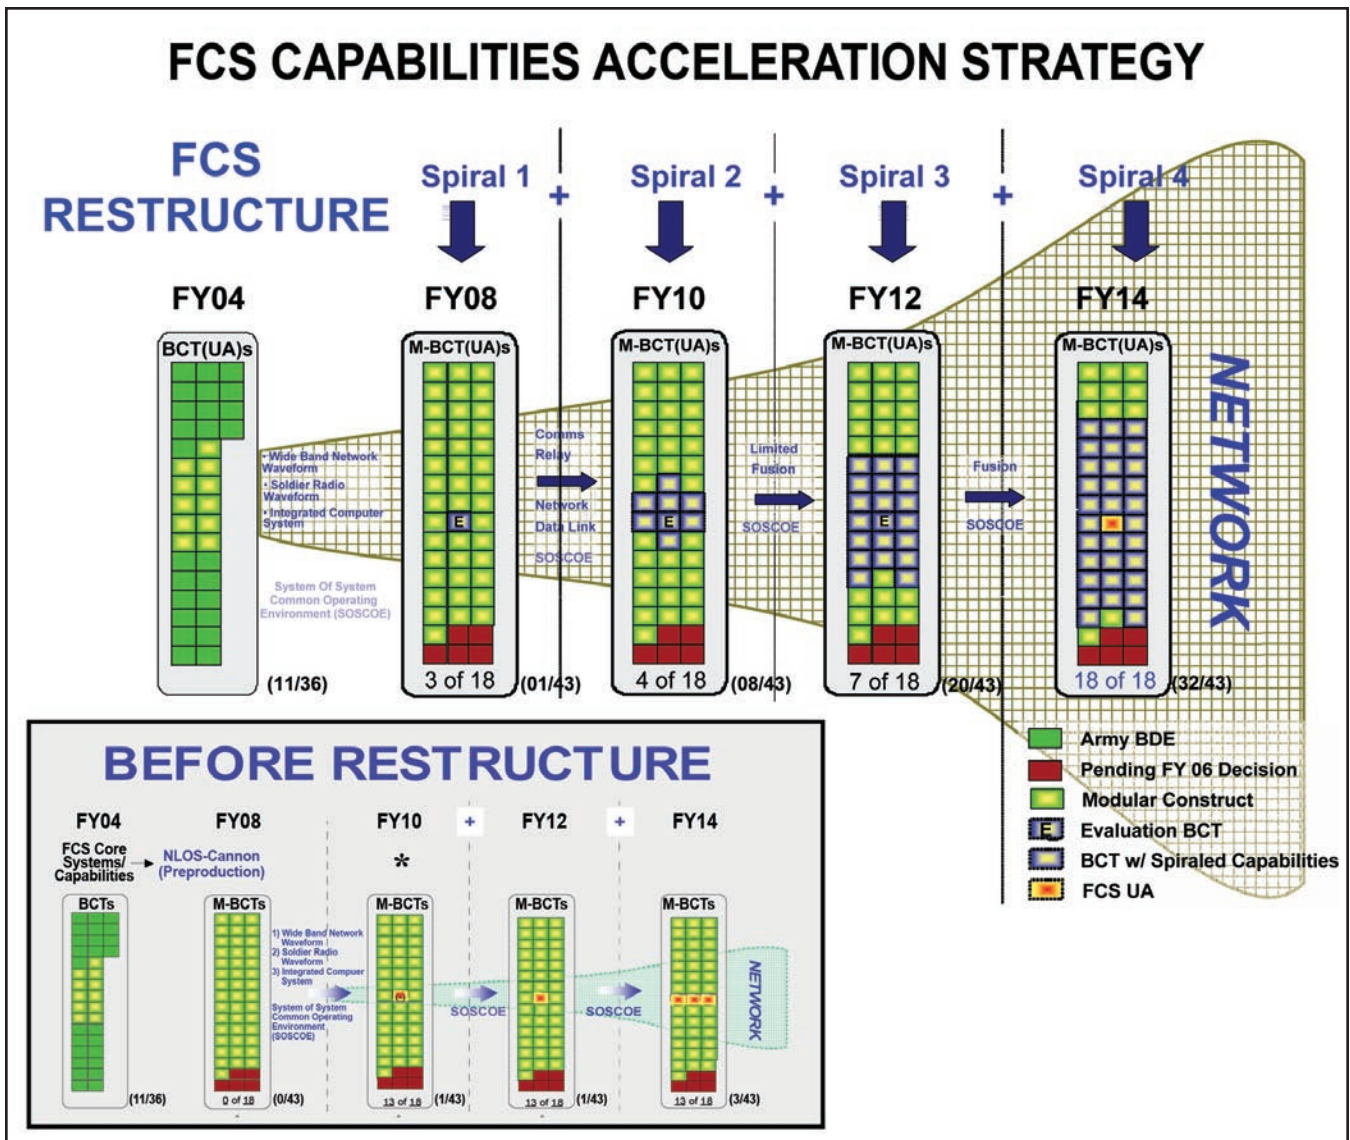 FCS CAPABILITIES ACCELERATION STRATEGY
FCS
RESTRUCTURE
Spiral 1
+
Spiral 2
+
Spiral 3
+
Spiral 4
FY04
FY08
FY10
FY12
FY14
BCT(UA)s
M-BCT(UA)s
M-BCT(UA)s
M-BCT(UA)s
M-BCT(UA)s
• Wide Band Network
Waveform
• Soldier Radio
Waveform
• Integrated Computer
System
System Of System
Common Operating
Environment (SOSCOE)
E
Comms
Relay
Network
Data Link
SOSCOE
E
Limited
Fusion
SOSCOE
E
Fusion
SOSCOE
NETWORK
(11/36)
3 of 18
(01/43)
4 of 18
(08/43)
7 of 18
(20/43)
18 of 18
(32/43)
Army BDE
Pending FY 06 Decision
Modular Construct
E
Evaluation BCT
BCT w/ Spiraled Capabilities
FCS UA
BEFORE RESTRUCTURE
FY04
FY08
FY10
+
FY12
+
FY14
FCS Core
Systems/
Capabilities
NLOS-Cannon
(Preproduction)
*
BCTs
M-BCTs
M-BCTs
M-BCTs
M-BCTs
1) Wide Band Network
Waveform
2) Soldier Radio
Waveform
3) Integrated Compuer
System
System of System
Common Operating
Environment
(SOSCOE)
SOSCOE
SOSCOE
NETWORK
(11/36)
0 of 18
(0/43)
13 of 18
(1/43)
13 of 18
(1/43)
13 of 18
(3/43)